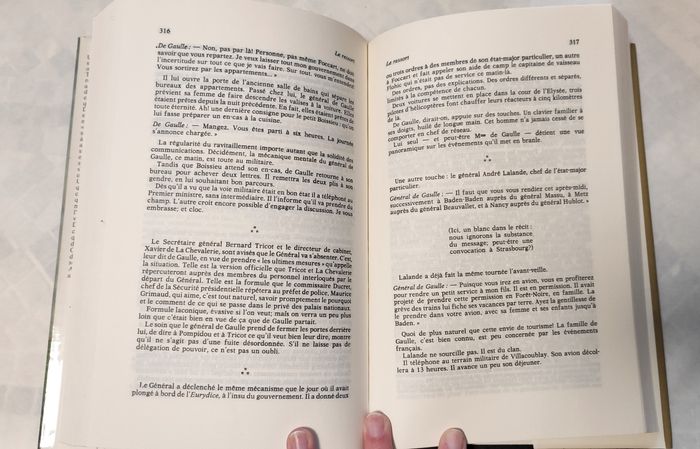 316
Le ressort
De Gaulle : — Non, pas par là! Personne, pas même Foccart, ne doit
savoir que vous repartez. Je veux laisser tout mon gouvernement dans
l'incertitude sur tout ce que je vais faire. Sur tout, vous m'entendez.
Vous sortirez par les appartements... »
Il lui ouvre la porte de l'ancienne salle de bains qui sépare les
bureaux des appartements. Passé chez lui, le général de Gaulle
prévient sa femme de faire descendre les valises à la voiture. Elles
étaient prêtes depuis la nuit précédente. En fait, elles étaient prêtes de
toute éternité. Ah! une dernière consigne pour le petit Boissieu : qu'on
lui fasse préparer un en-cas à la cuisine.
De Gaulle : — Mangez. Vous êtes parti à six heures. La journée
s'annonce chargée. »
La régularité du ravitaillement importe autant que la solidité des
communications. Décidément, la mécanique mentale du général de
Gaulle, ce matin, est toute au militaire.
Tandis que Boissieu attend son en-cas, de Gaulle retourne à son
bureau pour achever deux lettres. Il remettra les deux plis à son
gendre, en lui souhaitant bon parcours.
Dès qu'il a vu que la voie militaire était en bon état il a téléphoné au
Premier ministre, sans intermédiaire. Il l'informe qu'il va prendre du
champ. L'autre croit encore possible d'engager la discussion. Je vous
embrasse; et cloc.
⁂
Le Secrétaire général Bernard Tricot et le directeur de cabinet,
Xavier de La Chevalerie, sont avisés que le Général va s'absenter. C'est,
leur dit de Gaulle, en vue de prendre « les ultimes mesures » qu'appelle
la situation. Telle est la version officielle que Tricot et La Chevalerie
répercuteront auprès des membres du personnel interloqués par le
départ du Général. Telle est la formule que le commissaire Ducret,
chef de la Sécurité présidentielle répétera au préfet de police, Maurice
Grimaud, qui aime, c'est tout naturel, savoir promptement le pourquoi
et le comment de ce qui se passe dans le privé des palais nationaux.
Formule laconique, évasive si l'on veut; mais on verra un peu plus
loin que c'était bien en vue de ça que de Gaulle partait.
Le soin que le général de Gaulle prend de fermer les portes derrière
lui, de dire à Pompidou et à Tricot ce qu'il veut bien leur dire, montre
qu'il ne s'agit pas d'une fuite désordonnée. S'il ne laisse pas de
délégation de pouvoir, ce n'est pas un oubli.
⁂
Le Général a déclenché le même mécanisme que le jour où il avait
plongé à bord de l'Eurydice, à l'insu du gouvernement. Il a donné deux
Le ressort
317
ou trois ordres à des membres de son état-major particulier, un autre
à Foccart et fait appeler son aide de camp le capitaine de vaisseau
Flohic qui n'était pas de service ce matin-là.
Des ordres, pas des explications. Des ordres différents et séparés,
limités à la compétence de chacun.
Deux voitures se mettent en place dans la cour de l'Elysée, trois
pilotes d'hélicoptères font chauffer leurs réacteurs à cinq kilomètres
de là.
De Gaulle, dirait-on, appuie sur des touches. Un clavier familier à
ses doigts, huilé de longue main. Cet homme n'a jamais cessé de se
comporter en chef de réseau.
Lui seul — et peut-être Mme de Gaulle — détient une vue
panoramique sur les événements qu'il met en branle.
⁂
Une autre touche : le général André Lalande, chef de l'état-major
particulier.
Général de Gaulle : — Il faut que vous vous rendiez cet après-midi,
successivement à Baden-Baden auprès du général Massu, à Metz
auprès du général Beauvallet, et à Nancy auprès du général Hublot. »
(Ici, un blanc dans le récit :
nous ignorons la substance
du message; peut-être une
convocation à Strasbourg?)
Lalande a déjà fait la même tournée l'avant-veille.
Général de Gaulle : — Puisque vous irez en avion, vous en profiterez
pour rendre un petit service à mon fils. Il est en permission. Il avait
projeté de prendre cette permission en Forêt-Noire, en famille. La
grève des trains lui fiche ses vacances par terre. Ayez la gentillesse de
le prendre dans votre avion, avec sa femme et ses enfants, jusqu'à
Baden. »
Quoi de plus naturel que cette envie de tourisme! La famille de
Gaulle, c'est bien connu, est peu concernée par les événements
français.
Lalande ne sourcille pas. Il est du clan.
Il téléphone au terrain militaire de Villacoublay. Son avion décol-
lera à 13 heures. Il avance un peu son déjeuner.